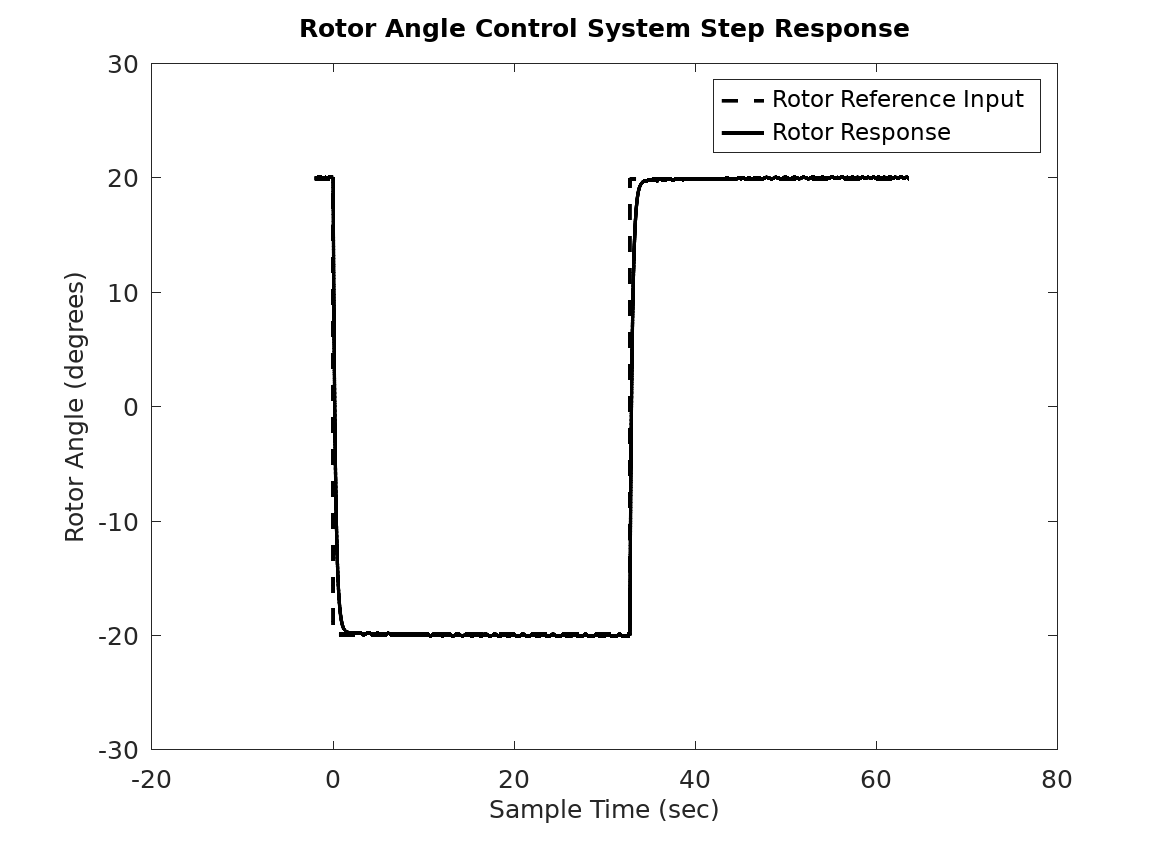 Rotor Angle Control System Step Response
30
Rotor Reference Input
Rotor Response
20
10
0
-10
-20
-30
Rotor Angle (degrees)
-20
0
20
40
60
80
Sample Time (sec)